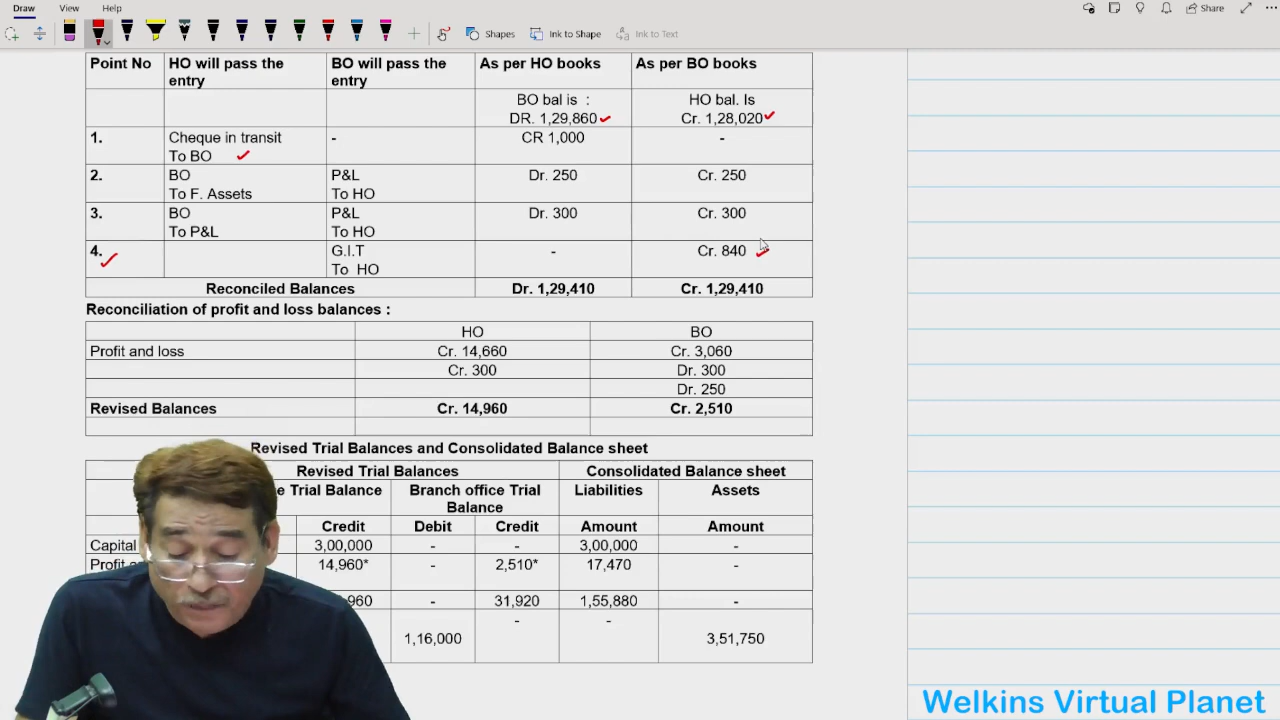 Draw View Help
Share
Shapes Ink to Shape Ink to Text
Point No HO will pass the entry BO will pass the entry As per HO books As per BO books
BO bal is : DR. 1,29,860 HO bal. Is Cr. 1,28,020
1. Cheque in transit To BO - CR 1,000 -
2. BO To F. Assets P&L To HO Dr. 250 Cr. 250
3. BO To P&L P&L To HO Dr. 300 Cr. 300
4. G.I.T To HO - Cr. 840
Reconciled Balances Dr. 1,29,410 Cr. 1,29,410
Reconciliation of profit and loss balances :
HO BO
Profit and loss Cr. 14,660 Cr. 3,060
Cr. 300 Dr. 300
Dr. 250
Revised Balances Cr. 14,960 Cr. 2,510
Revised Trial Balances and Consolidated Balance sheet
Revised Trial Balances Consolidated Balance sheet
Trial Balance Branch office Trial Balance Liabilities Assets
Credit Debit Credit Amount Amount
Capital 3,00,000 - - 3,00,000 -
14,960* - 2,510* 17,470 -
960 - 31,920 1,55,880 -
- -
1,16,000 3,51,750
Welkins Virtual Planet